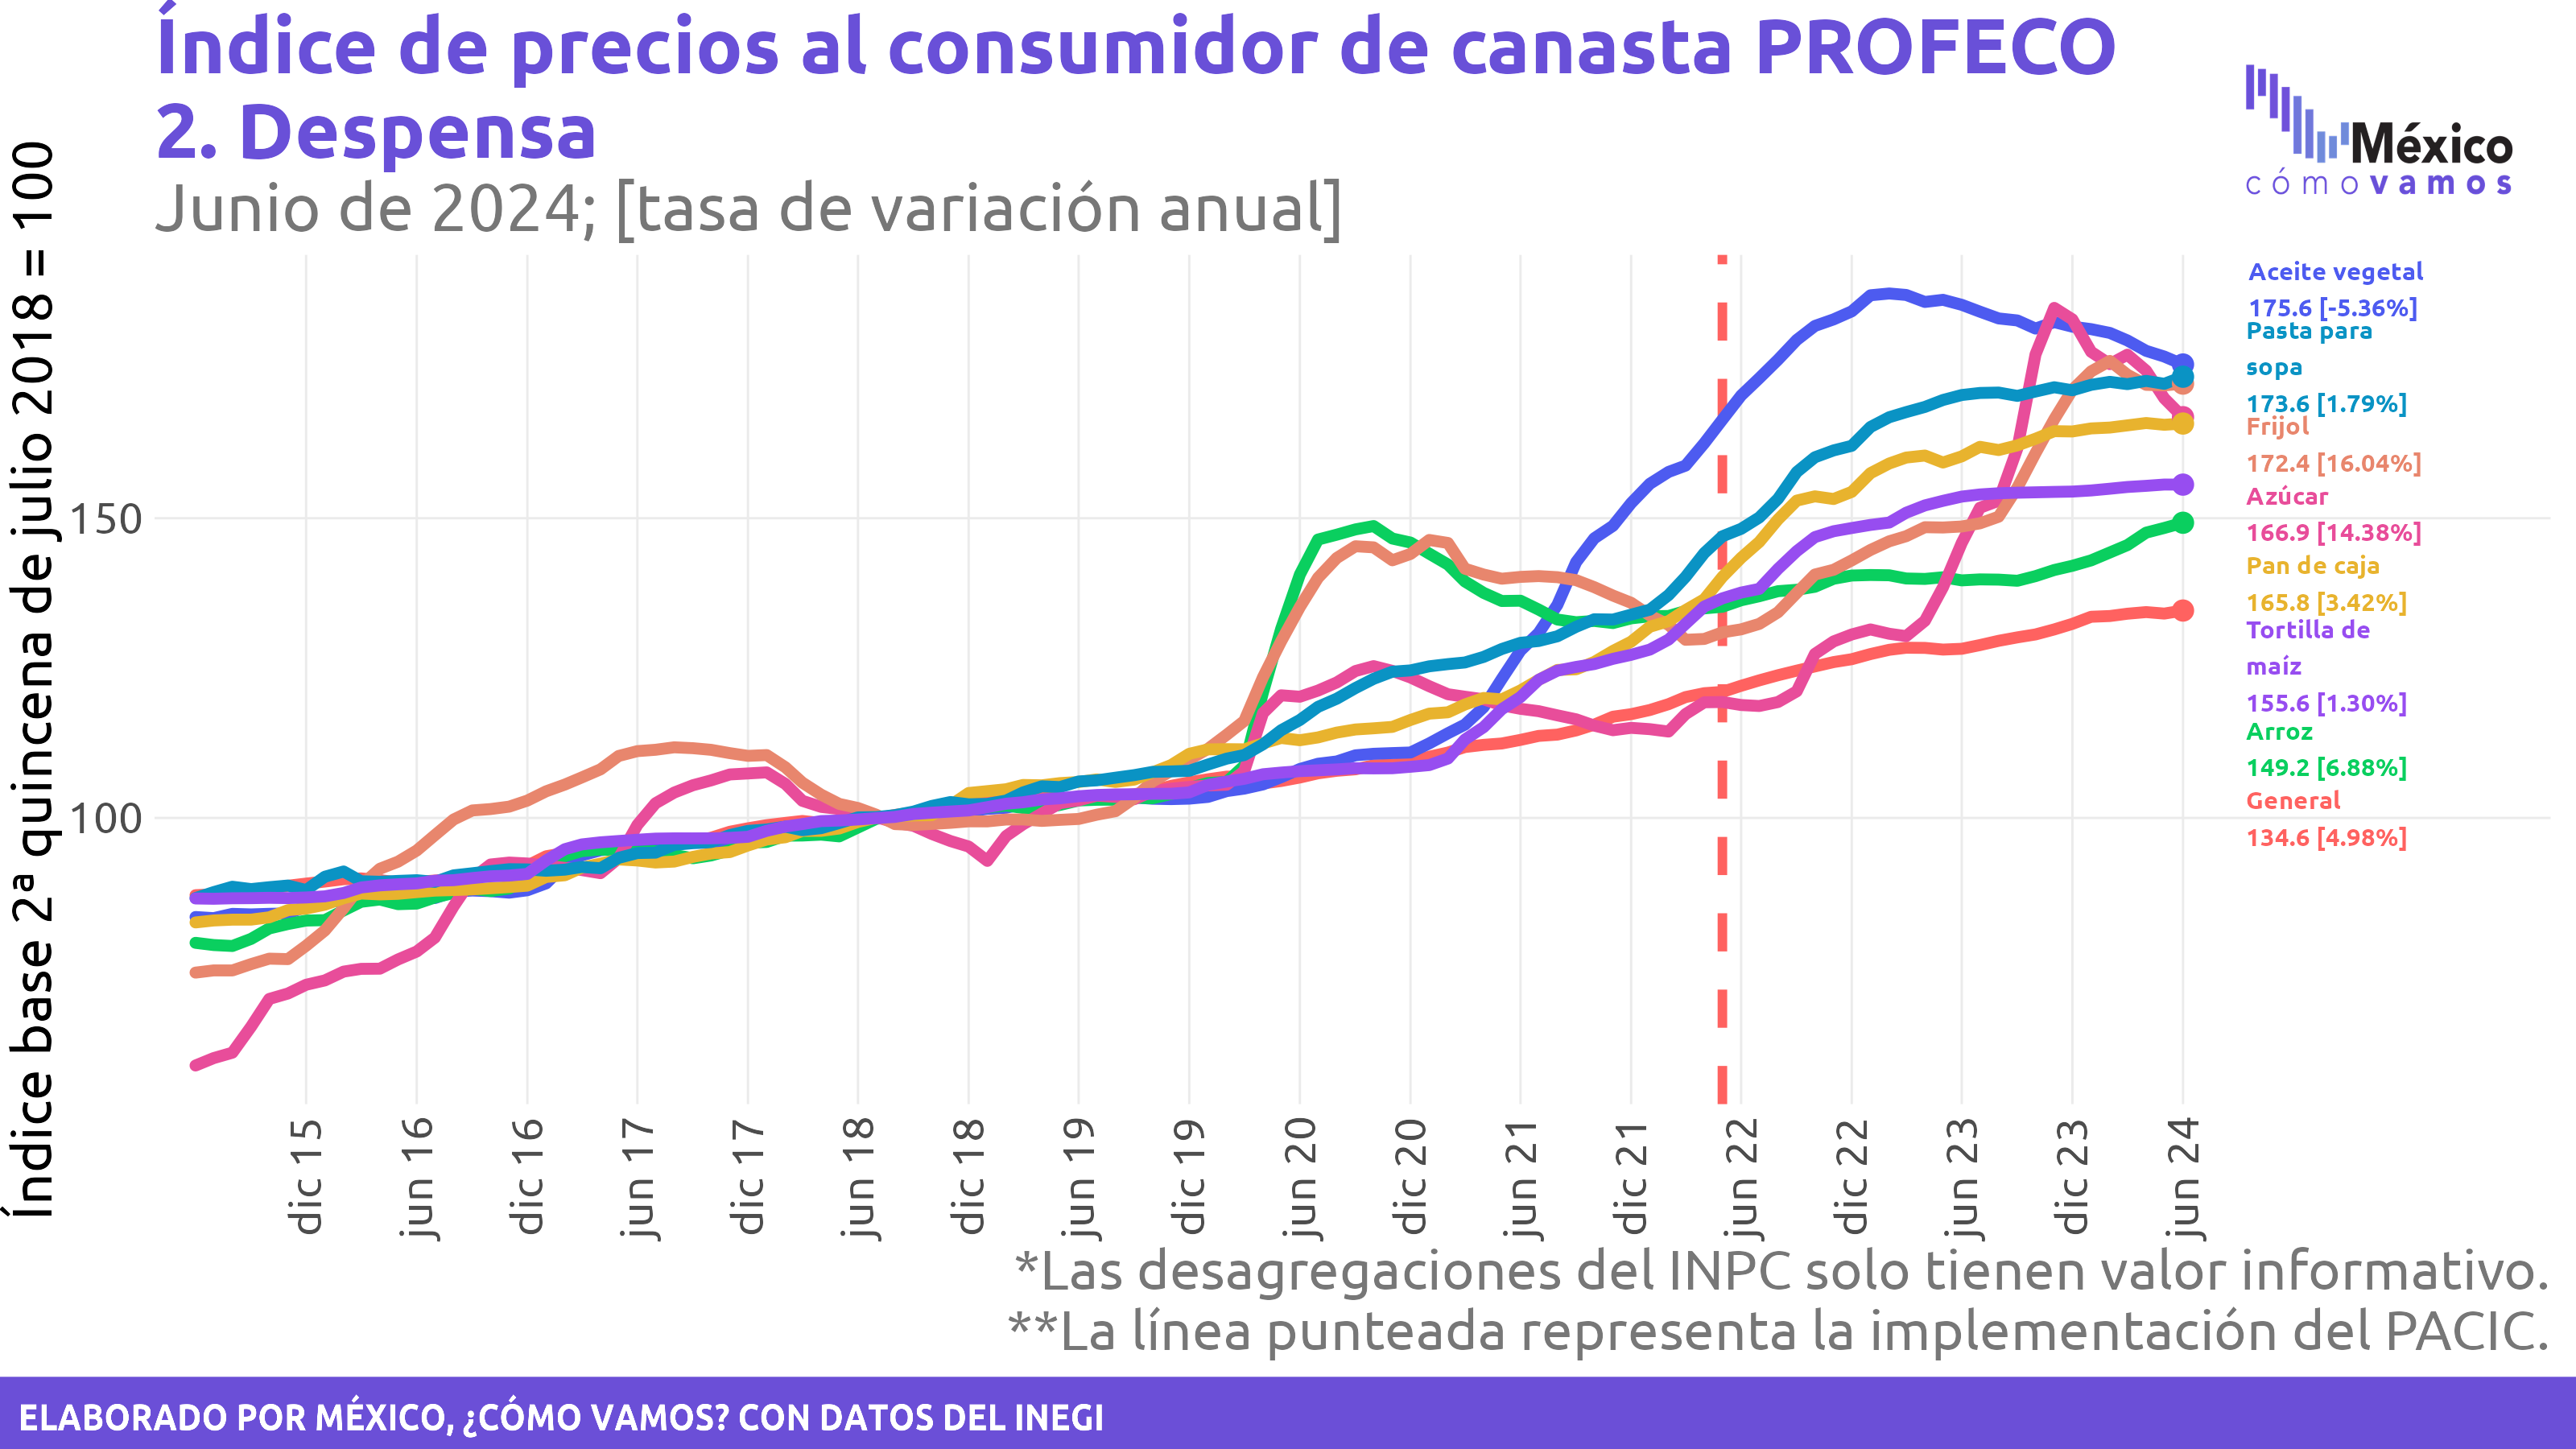 Índice de precios al consumidor de canasta PROFECO
2. Despensa
Junio de 2024; [tasa de variación anual]
México
cómo vamos
Índice base 2ª quincena de julio 2018 = 100
150
100
Aceite vegetal
175.6 [-5.36%]
Pasta para
sopa
173.6 [1.79%]
Frijol
172.4 [16.04%]
Azúcar
166.9 [14.38%]
Pan de caja
165.8 [3.42%]
Tortilla de
maíz
155.6 [1.30%]
Arroz
149.2 [6.88%]
General
134.6 [4.98%]
dic 15
jun 16
dic 16
jun 17
dic 17
jun 18
dic 18
jun 19
dic 19
jun 20
dic 20
jun 21
dic 21
jun 22
dic 22
jun 23
dic 23
jun 24
*Las desagregaciones del INPC solo tienen valor informativo.
**La línea punteada representa la implementación del PACIC.
ELABORADO POR MÉXICO, ¿CÓMO VAMOS? CON DATOS DEL INEGI